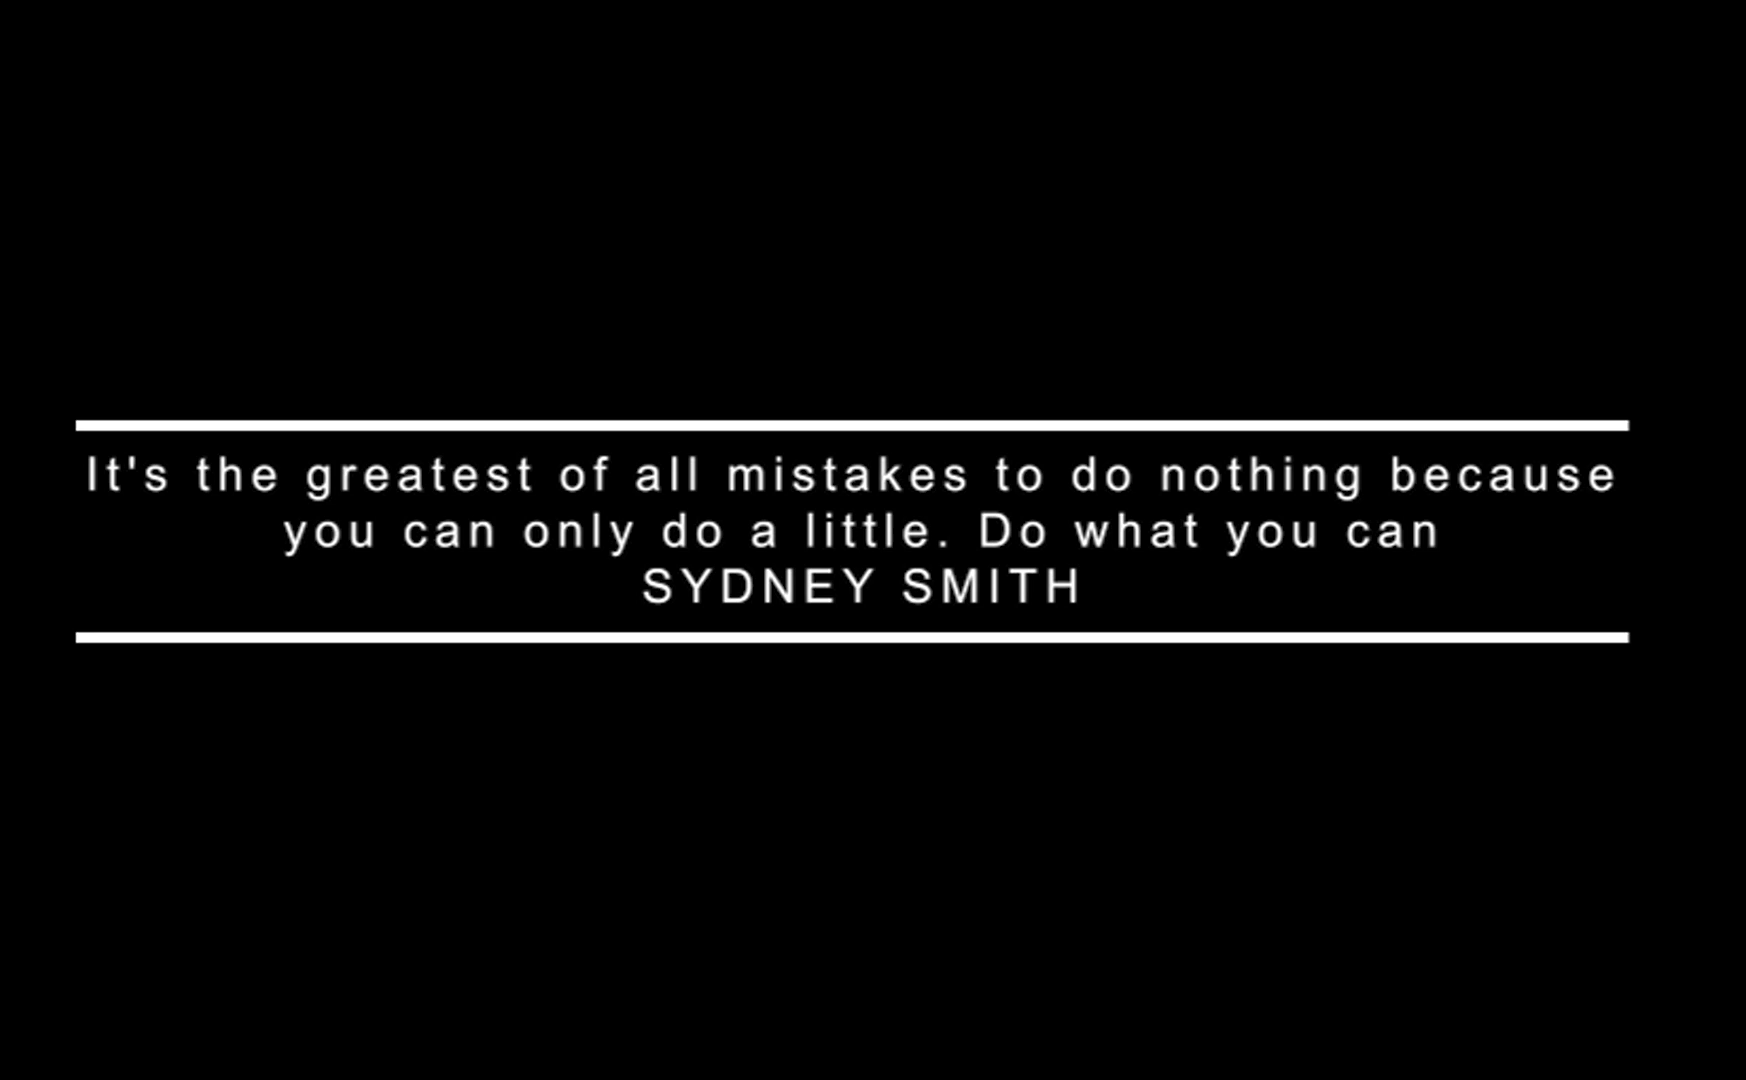 It's the greatest of all mistakes to do nothing because
you can only do a little. Do what you can
SYDNEY SMITH